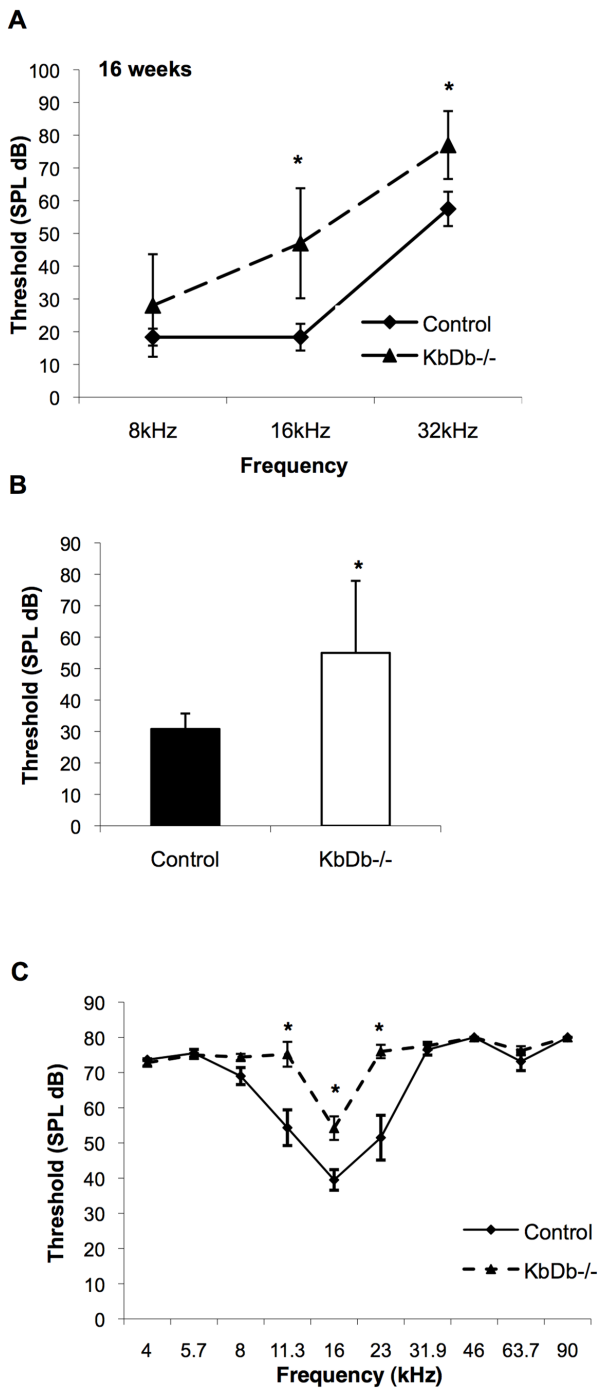 A
16 weeks
Threshold (SPL dB)
100
90
80
70
60
50
40
30
20
10
0
*
*
Control
KbDb-/-
8kHz 16kHz 32kHz
Frequency
B
Threshold (SPL dB)
90
80
70
60
50
40
30
20
10
0
*
Control KbDb-/-
C
Threshold (SPL dB)
90
80
70
60
50
40
30
20
10
0
* *
*
Control
KbDb-/-
4 5.7 8 11.3 16 23 31.9 46 63.7 90
Frequency (kHz)